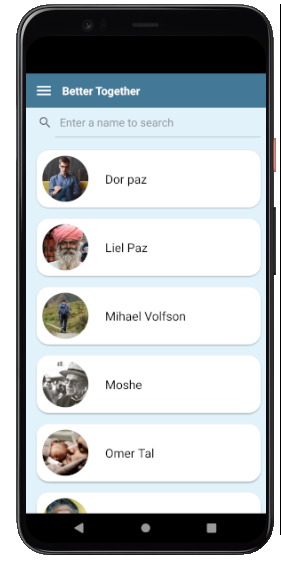 Better Together
Enter a name to search
Dor paz
Liel Paz
Mihael Volfson
Moshe
Omer Tal